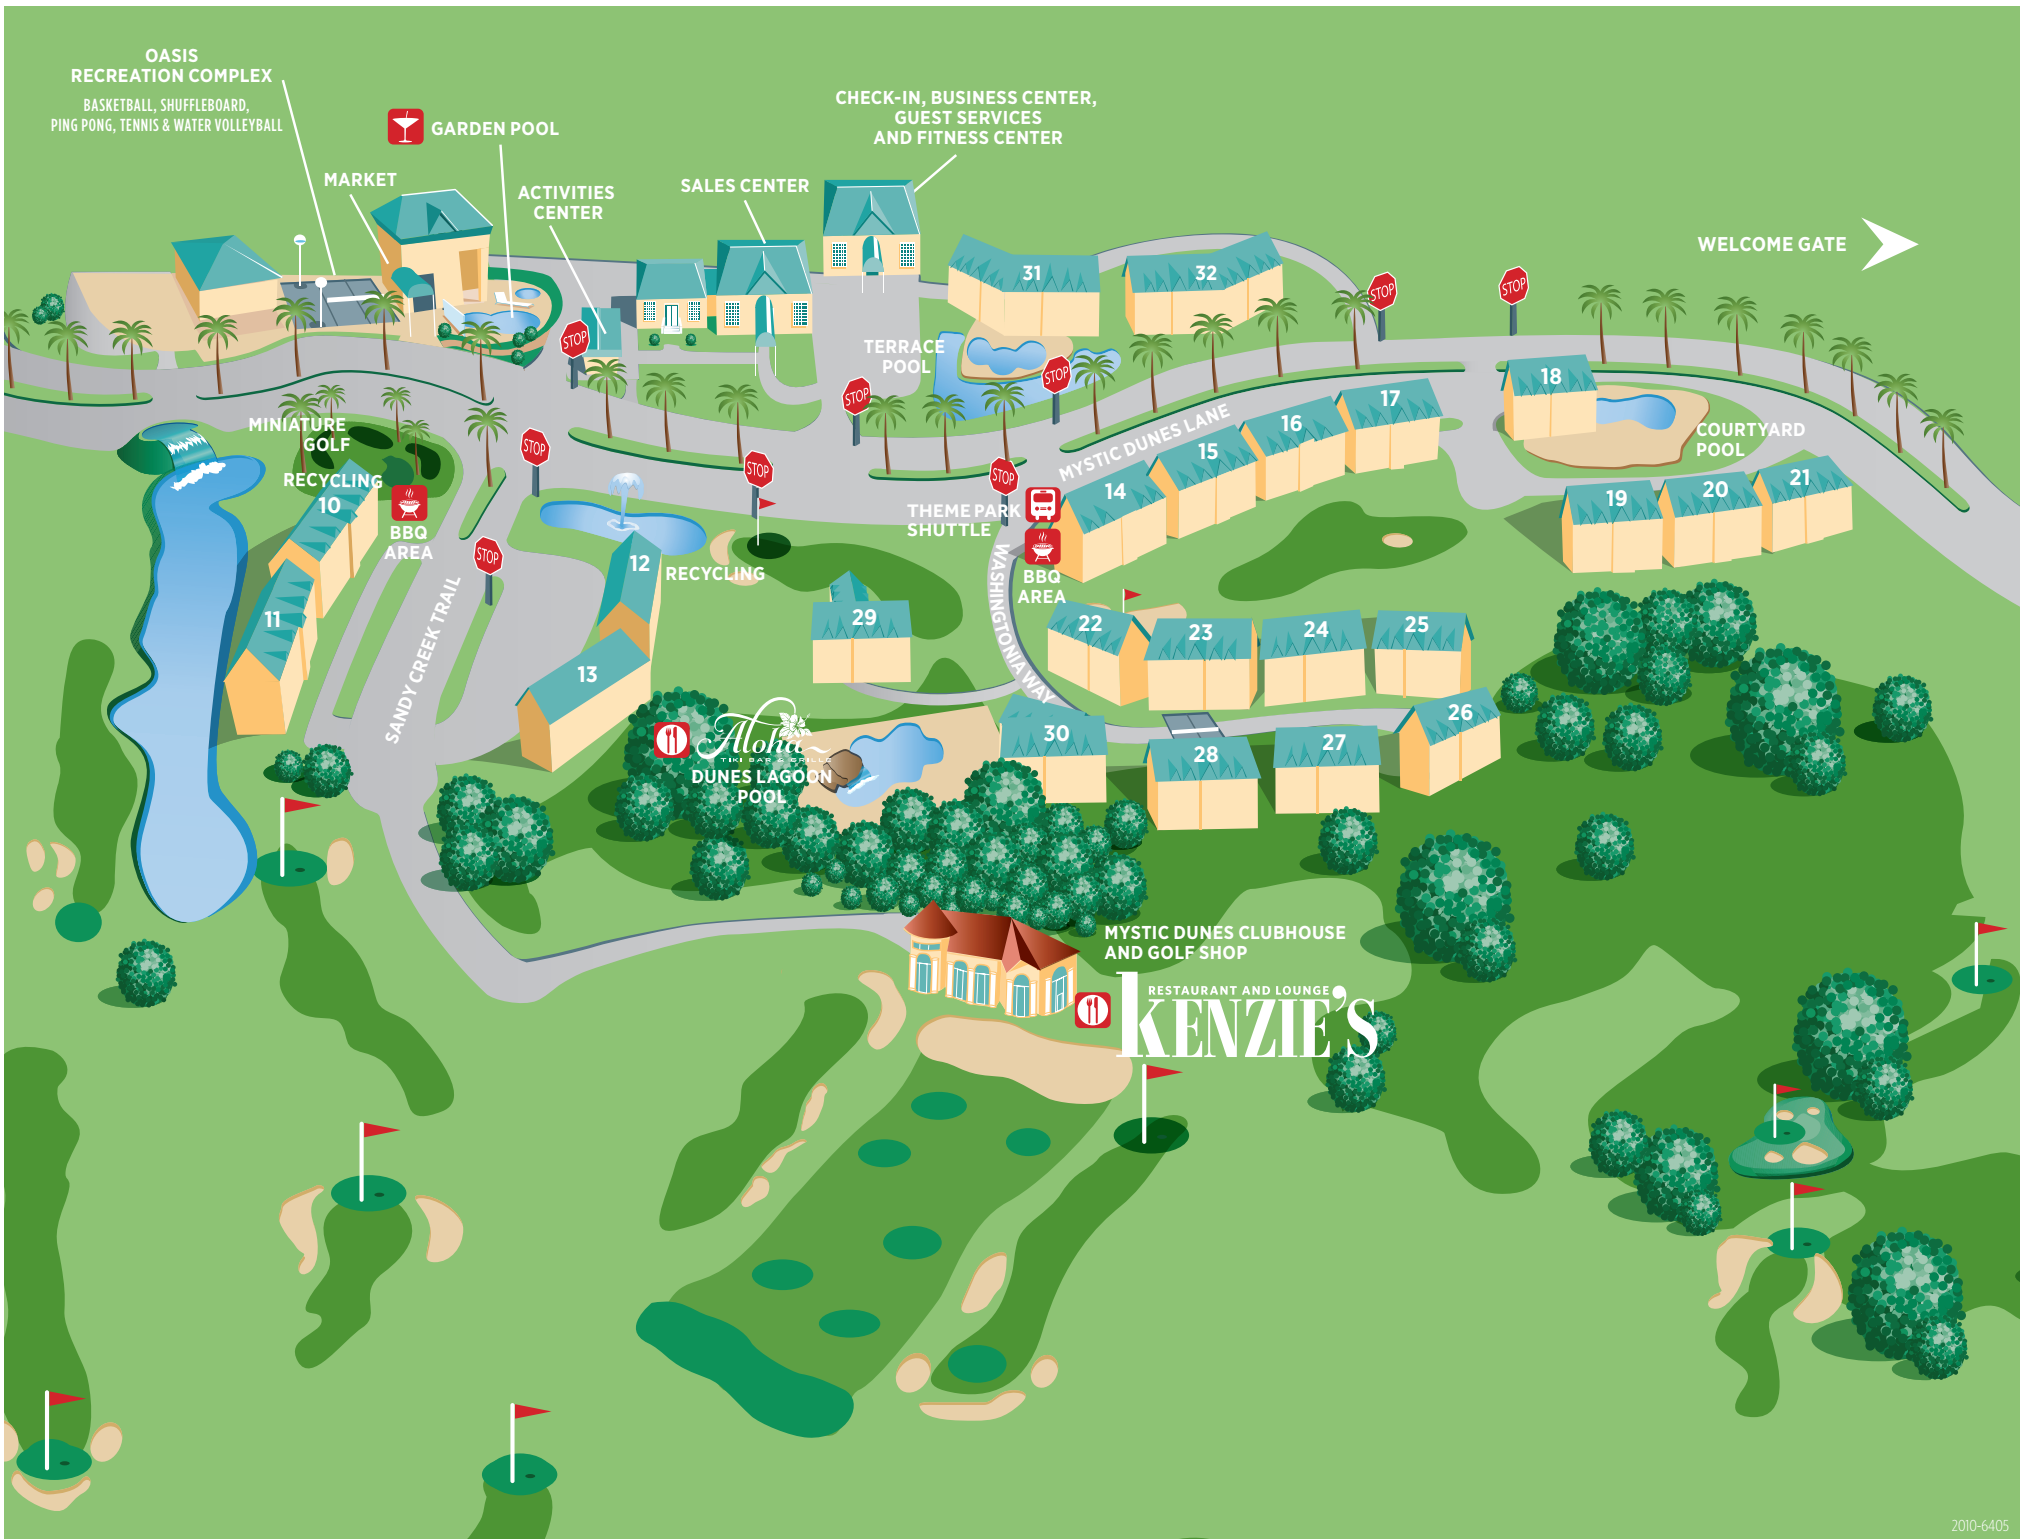 OASIS
RECREATION COMPLEX
BASKETBALL, SHUFFLEBOARD,
PING PONG, TENNIS & WATER VOLLEYBALL
GARDEN POOL
MARKET
ACTIVITIES
CENTER
SALES CENTER
CHECK-IN, BUSINESS CENTER,
GUEST SERVICES
AND FITNESS CENTER
WELCOME GATE
31
32
STOP
STOP
STOP
TERRACE
POOL
STOP
STOP
18
17
16
15
14
MYSTIC DUNES LANE
COURTYARD
POOL
MINIATURE
GOLF
RECYCLING
10
BBQ
AREA
STOP
STOP
STOP
STOP
THEME PARK
SHUTTLE
BBQ
AREA
19
20
21
11
12
RECYCLING
13
SANDY CREEK TRAIL
WASHINGTONIA WAY
29
22
23
24
25
26
27
28
30
Aloha
TIKI BAR & GRILLE
DUNES LAGOON
POOL
MYSTIC DUNES CLUBHOUSE
AND GOLF SHOP
RESTAURANT AND LOUNGE
KENZIE'S
2010-6405